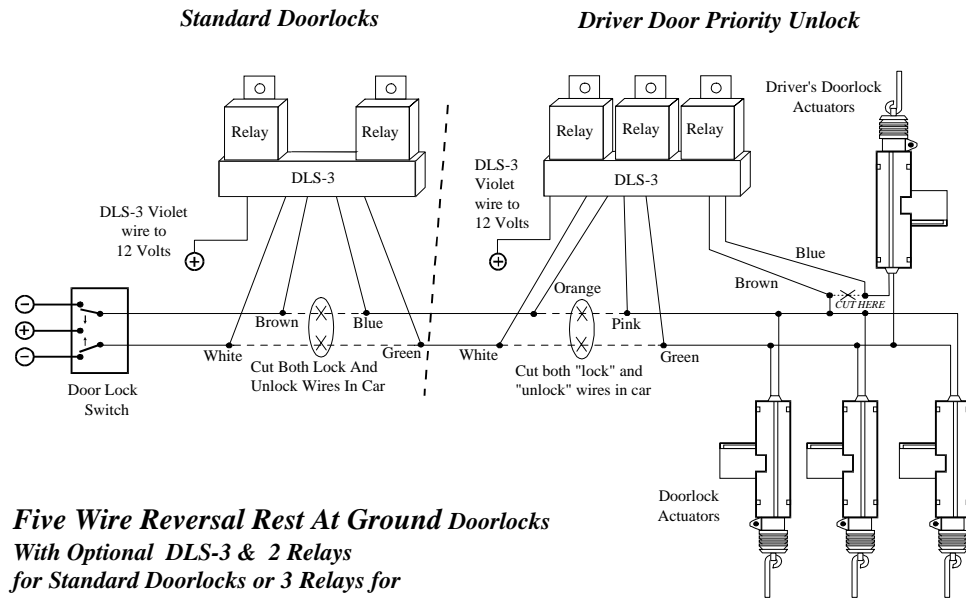 Standard Doorlocks
Driver Door Priority Unlock
Relay
Relay
DLS-3
DLS-3 Violet
wire to
12 Volts
+
Relay
Relay
Relay
DLS-3
DLS-3
Violet
wire to
12 Volts
+
Driver's Doorlock
Actuators
Blue
Brown
CUT HERE
−
+
−
Door Lock
Switch
Brown
Blue
White
Green
Cut Both Lock And
Unlock Wires In Car
Orange
Pink
White
Green
Cut both "lock" and
"unlock" wires in car
Doorlock
Actuators
Five Wire Reversal Rest At Ground Doorlocks
With Optional DLS-3 & 2 Relays
for Standard Doorlocks or 3 Relays for